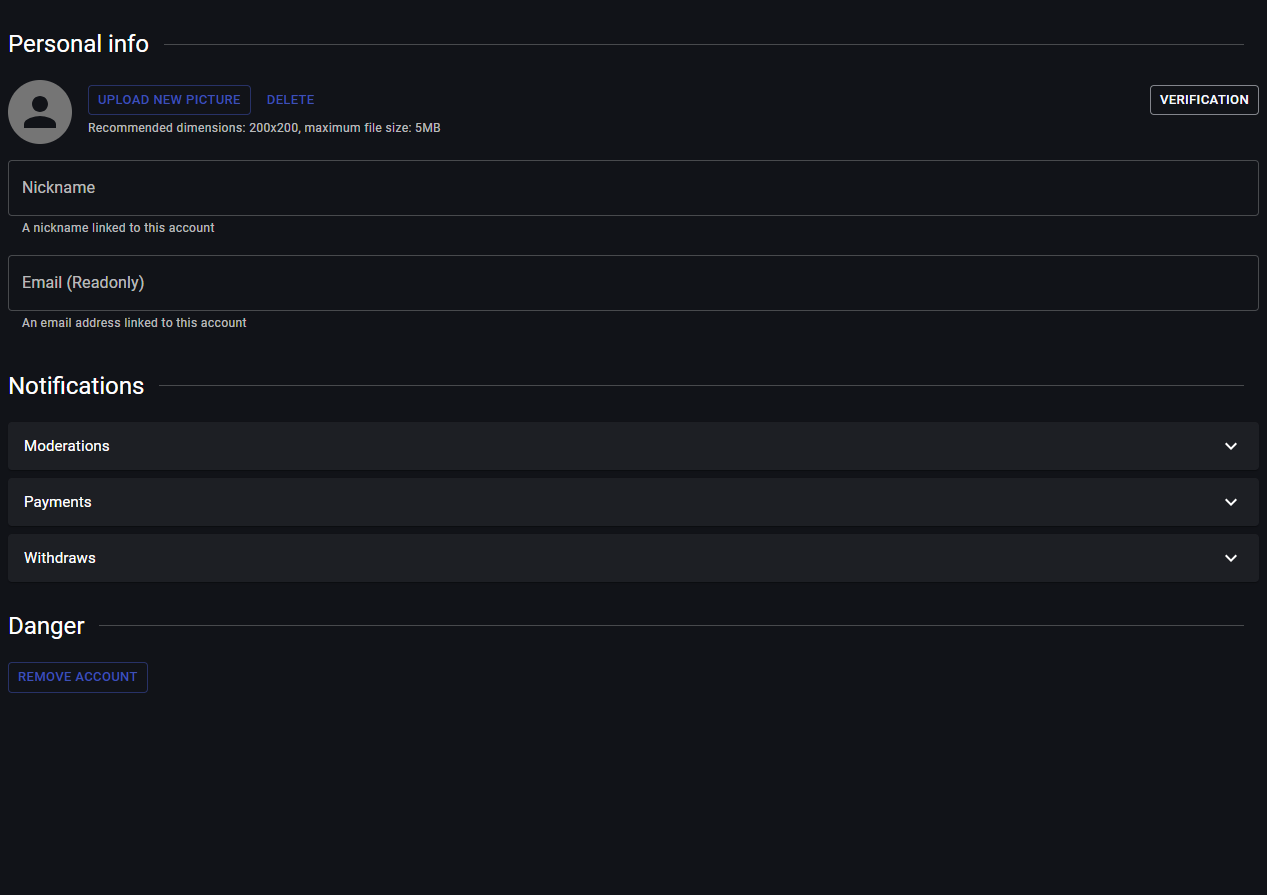 Personal info
UPLOAD NEW PICTURE
DELETE
VERIFICATION
Recommended dimensions: 200x200, maximum file size: 5MB
Nickname
A nickname linked to this account
Email (Readonly)
An email address linked to this account
Notifications
Moderations
Payments
Withdraws
Danger
REMOVE ACCOUNT